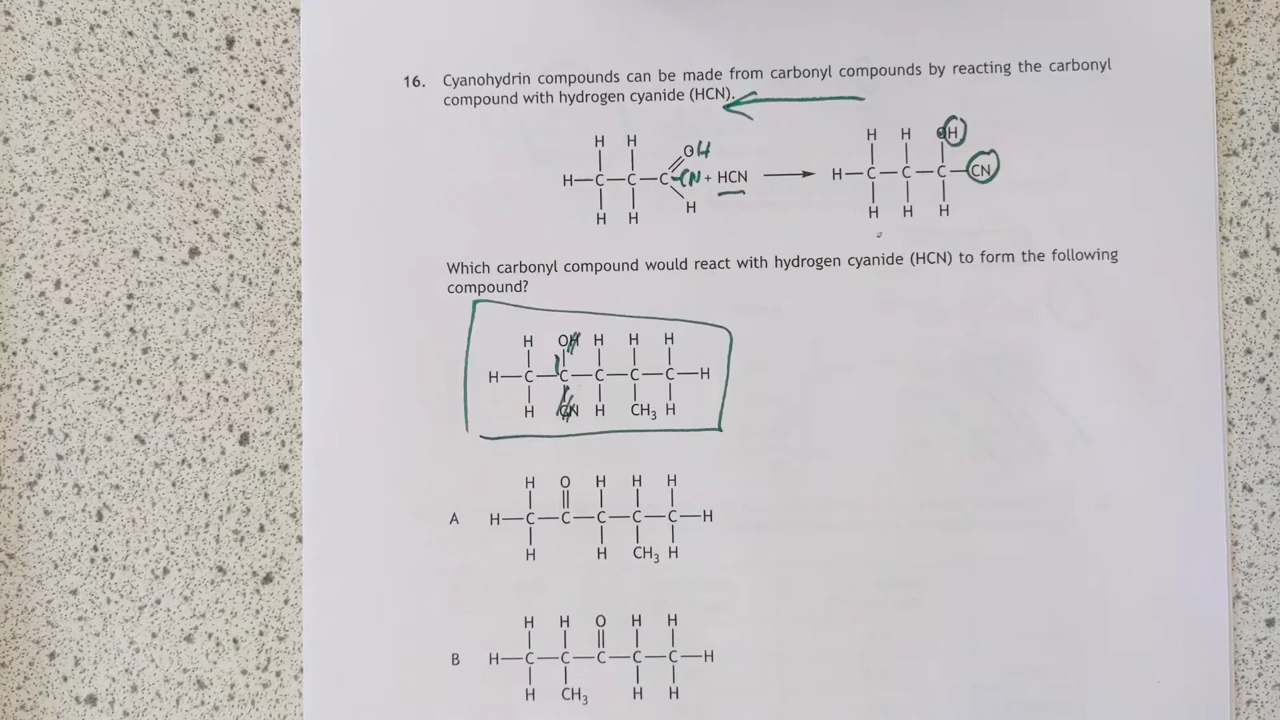 16. Cyanohydrin compounds can be made from carbonyl compounds by reacting the carbonyl
compound with hydrogen cyanide (HCN).
H H OH
H H OH
H—C—C—C CN + HCN H—C—C—C—CN
H H H
H H H
Which carbonyl compound would react with hydrogen cyanide (HCN) to form the following
compound?
H OH H H H
H—C—C—C—C—C—H
H CN H CH3 H
H O H H H
A H—C—C—C—C—C—H
H H CH3 H
H H O H H
B H—C—C—C—C—C—H
H CH3 H H